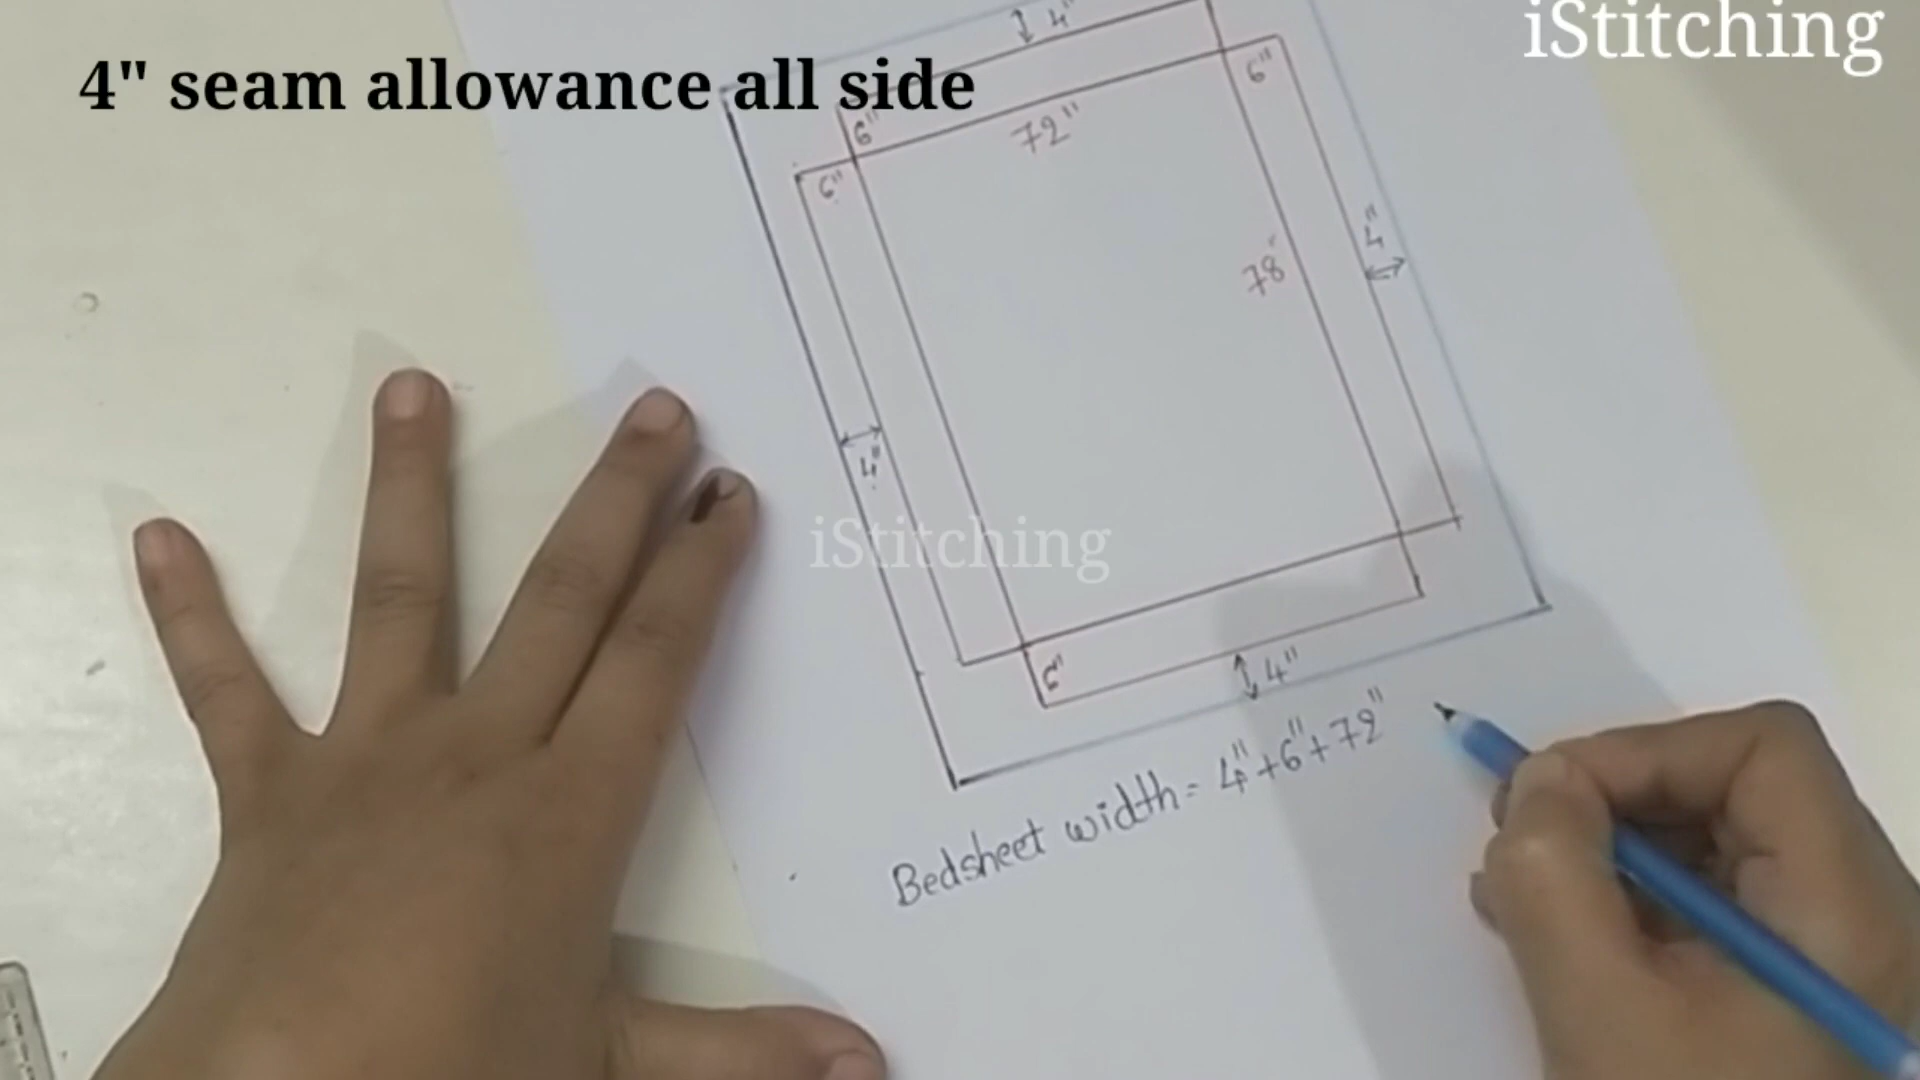 iStitching
4" seam allowance all side
4"
6"
6"
72"
6"
78"
4"
4"
iStitching
6"
4"
Bedsheet width = 4"+6"+72"